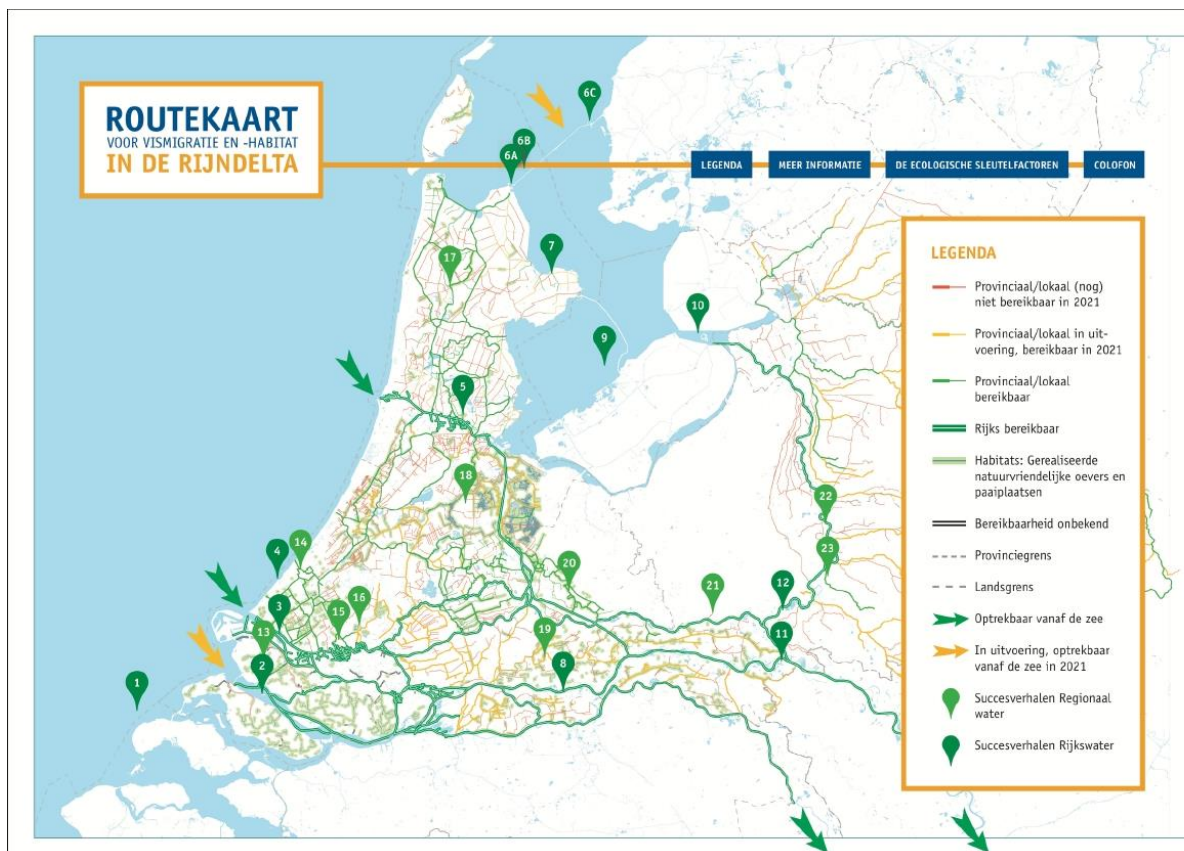 ROUTEKAART
VOOR VISMIGRATIE EN -HABITAT
IN DE RIJNDELTA
LEGENDA
MEER INFORMATIE
DE ECOLOGISCHE SLEUTELFACTOREN
COLOFON
6C
6B
6A
7
17
10
9
5
18
22
4
14
23
20
12
21
16
15
3
13
19
11
8
2
1
LEGENDA
Provinciaal/lokaal (nog)
niet bereikbaar in 2021
Provinciaal/lokaal in uit-
voering, bereikbaar in 2021
Provinciaal/lokaal
bereikbaar
Rijks bereikbaar
Habitats: Gerealiseerde
natuurvriendelijke oevers en
paaiplaatsen
Bereikbaarheid onbekend
Provinciegrens
Landsgrens
Optrekbaar vanaf de zee
In uitvoering, optrekbaar
vanaf de zee in 2021
Succesverhalen Regionaal
water
Succesverhalen Rijkswater